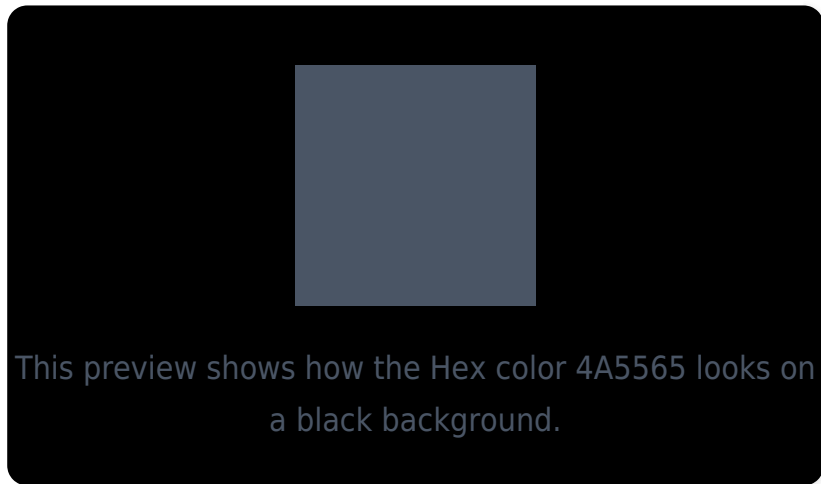 This preview shows how the Hex color 4A5565 looks on
a black background.